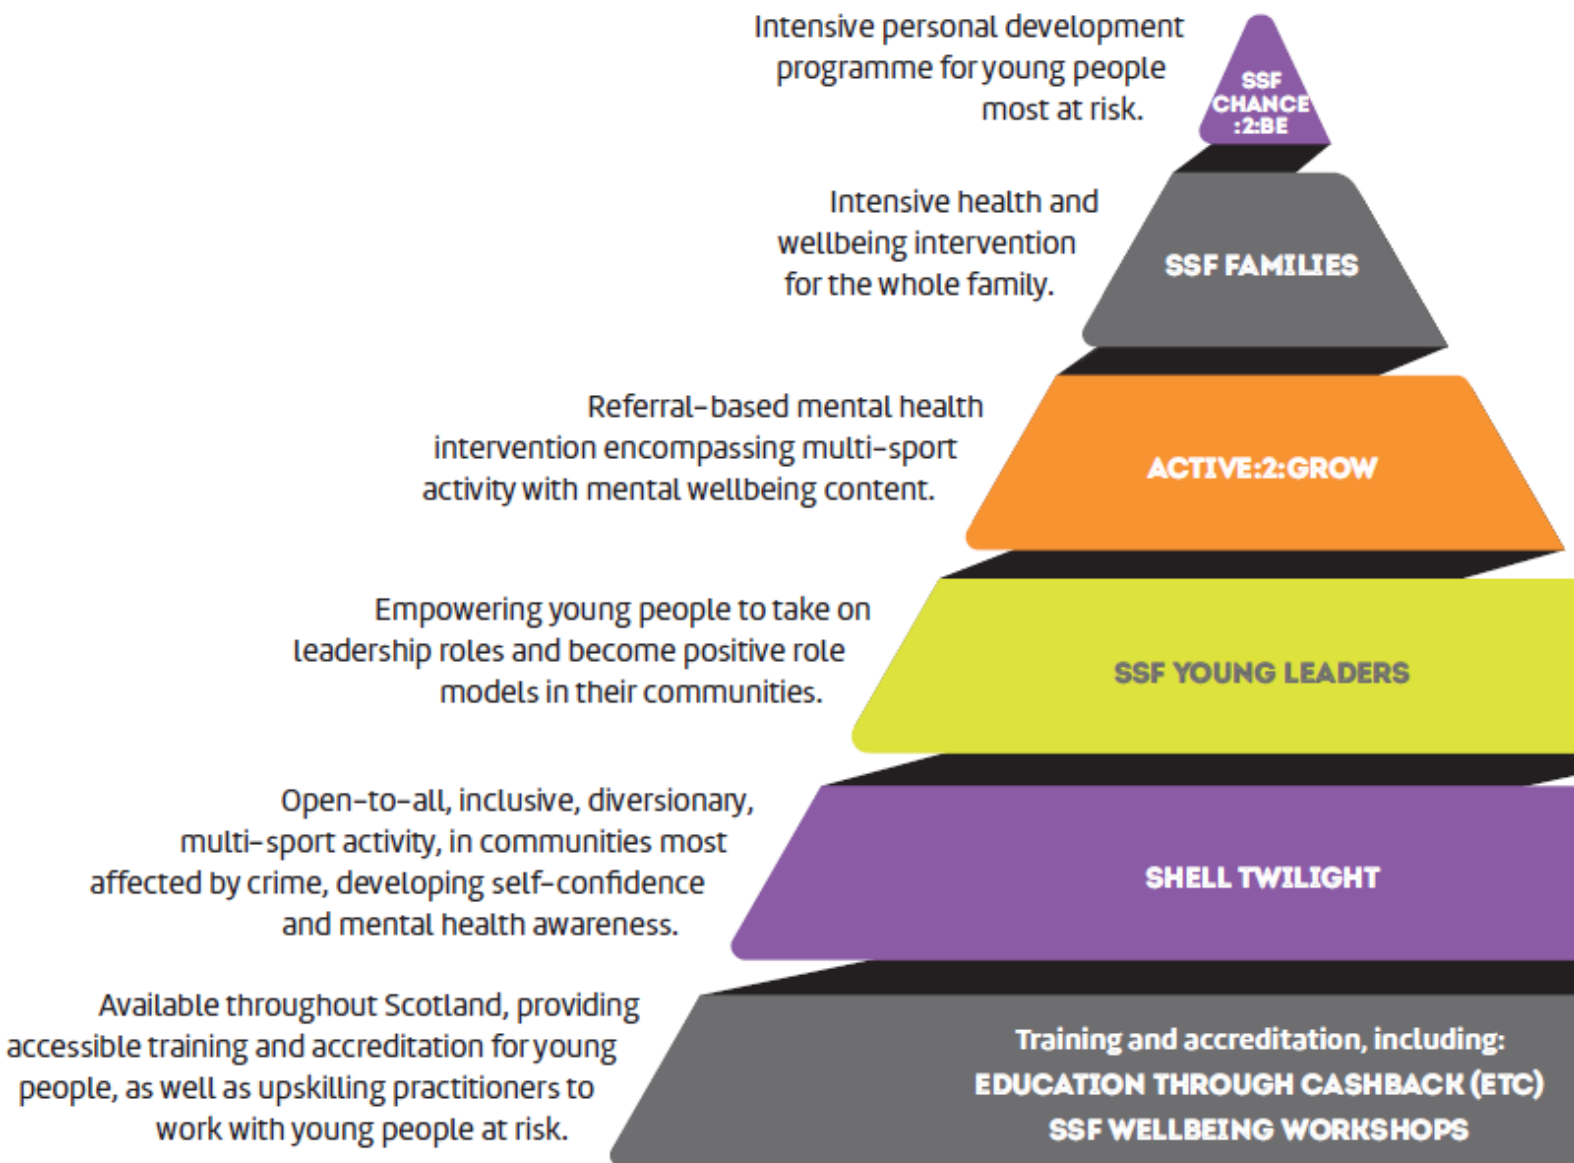 Intensive personal development
programme for young people
most at risk.
SSF
CHANCE
:2:BE
Intensive health and
wellbeing intervention
for the whole family.
SSF FAMILIES
Referral-based mental health
intervention encompassing multi-sport
activity with mental wellbeing content.
ACTIVE:2:GROW
Empowering young people to take on
leadership roles and become positive role
models in their communities.
SSF YOUNG LEADERS
Open-to-all, inclusive, diversionary,
multi-sport activity, in communities most
affected by crime, developing self-confidence
and mental health awareness.
SHELL TWILIGHT
Available throughout Scotland, providing
accessible training and accreditation for young
people, as well as upskilling practitioners to
work with young people at risk.
Training and accreditation, including:
EDUCATION THROUGH CASHBACK (ETC)
SSF WELLBEING WORKSHOPS